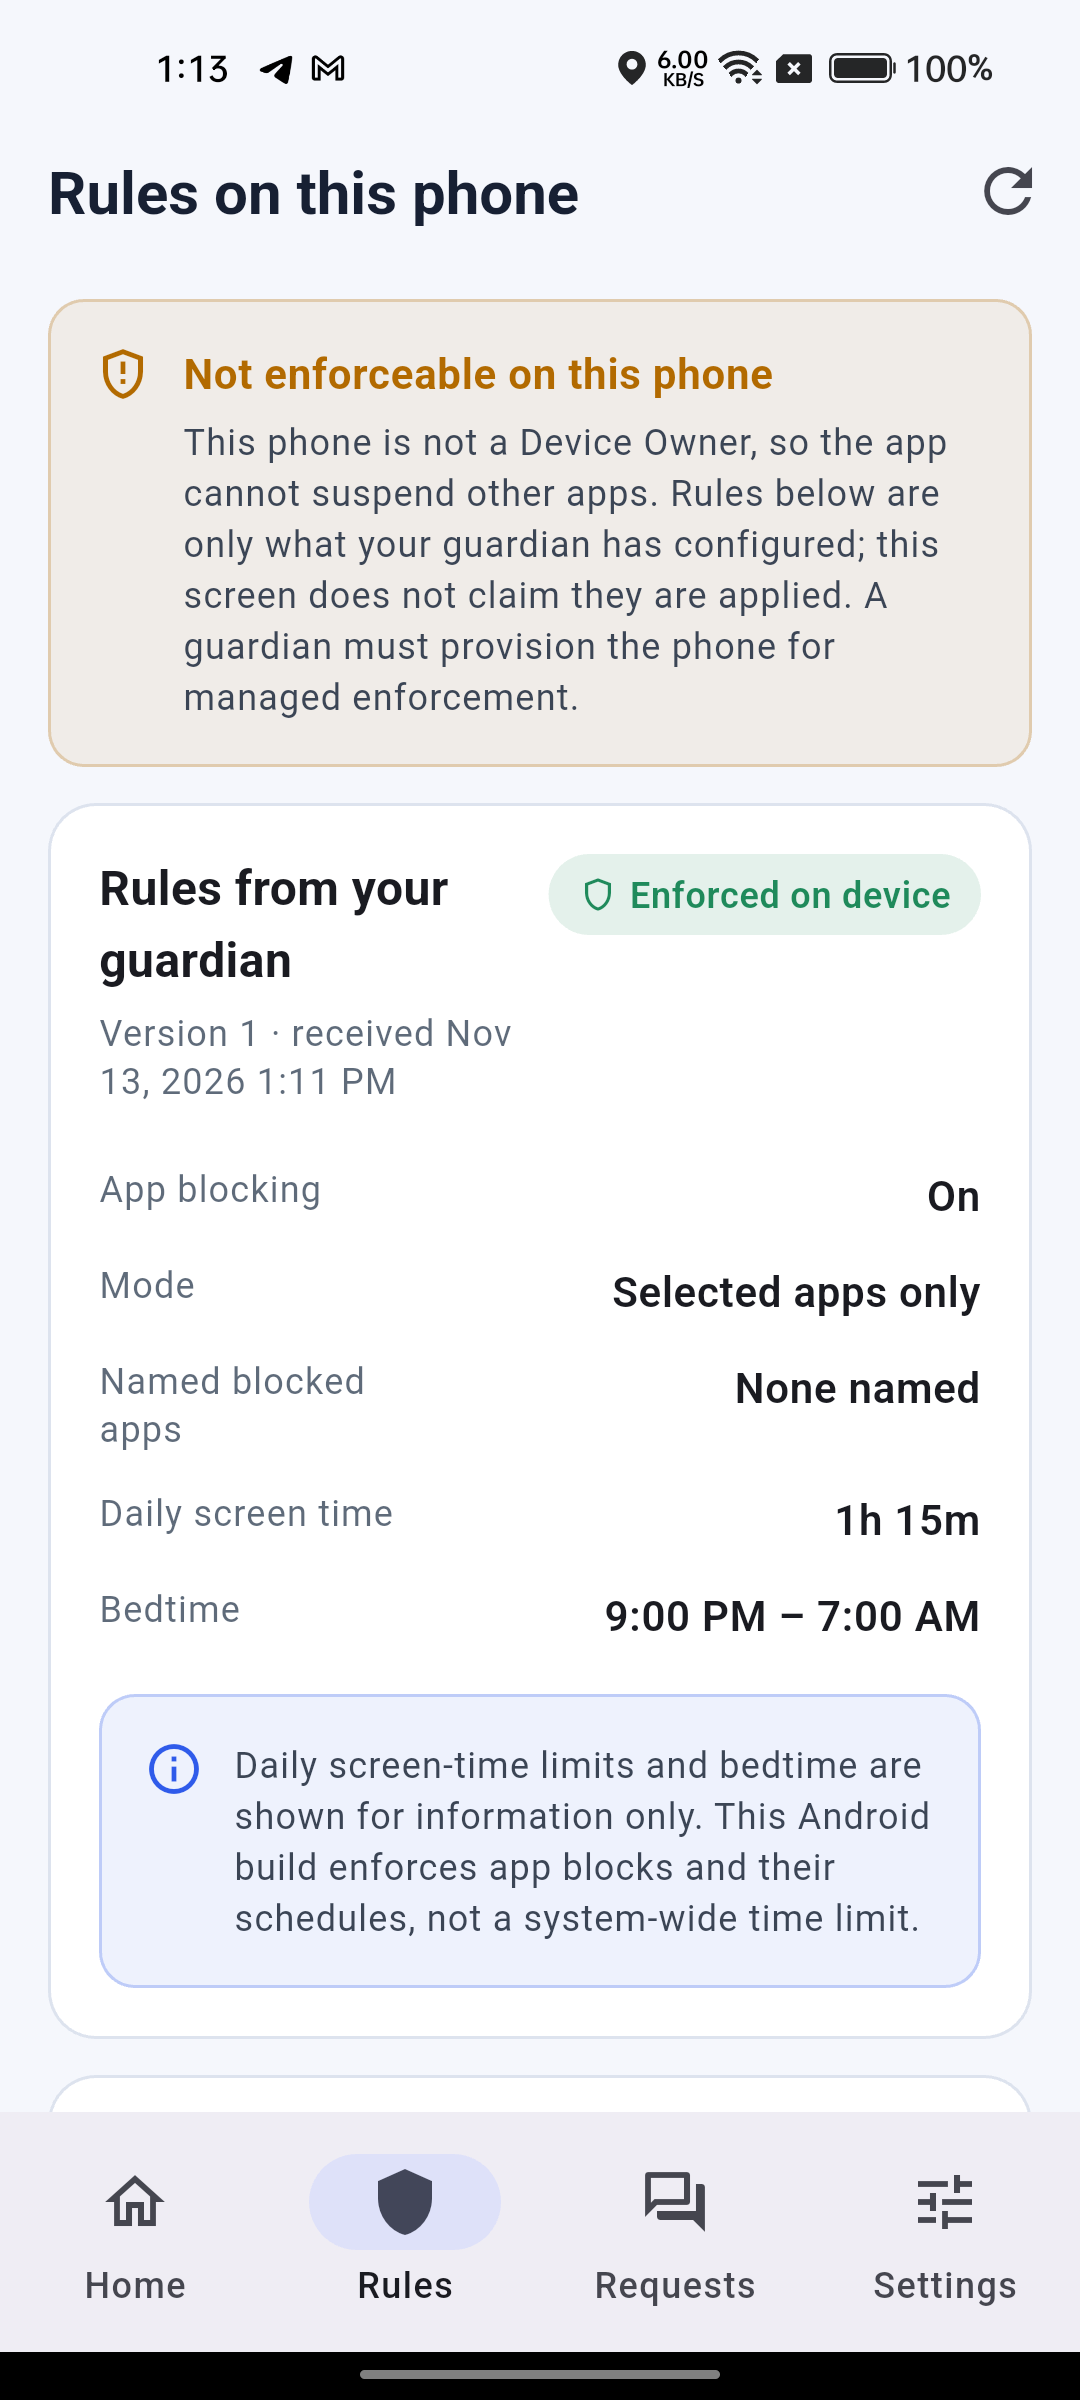 1:13
6.00
KB/S
100%
Rules on this phone
Not enforceable on this phone
This phone is not a Device Owner, so the app
cannot suspend other apps. Rules below are
only what your guardian has configured; this
screen does not claim they are applied. A
guardian must provision the phone for
managed enforcement.
Rules from your
guardian
Enforced on device
Version 1 · received Nov
13, 2026 1:11 PM
App blocking
On
Mode
Selected apps only
Named blocked
apps
None named
Daily screen time
1h 15m
Bedtime
9:00 PM – 7:00 AM
Daily screen-time limits and bedtime are
shown for information only. This Android
build enforces app blocks and their
schedules, not a system-wide time limit.
Home
Rules
Requests
Settings